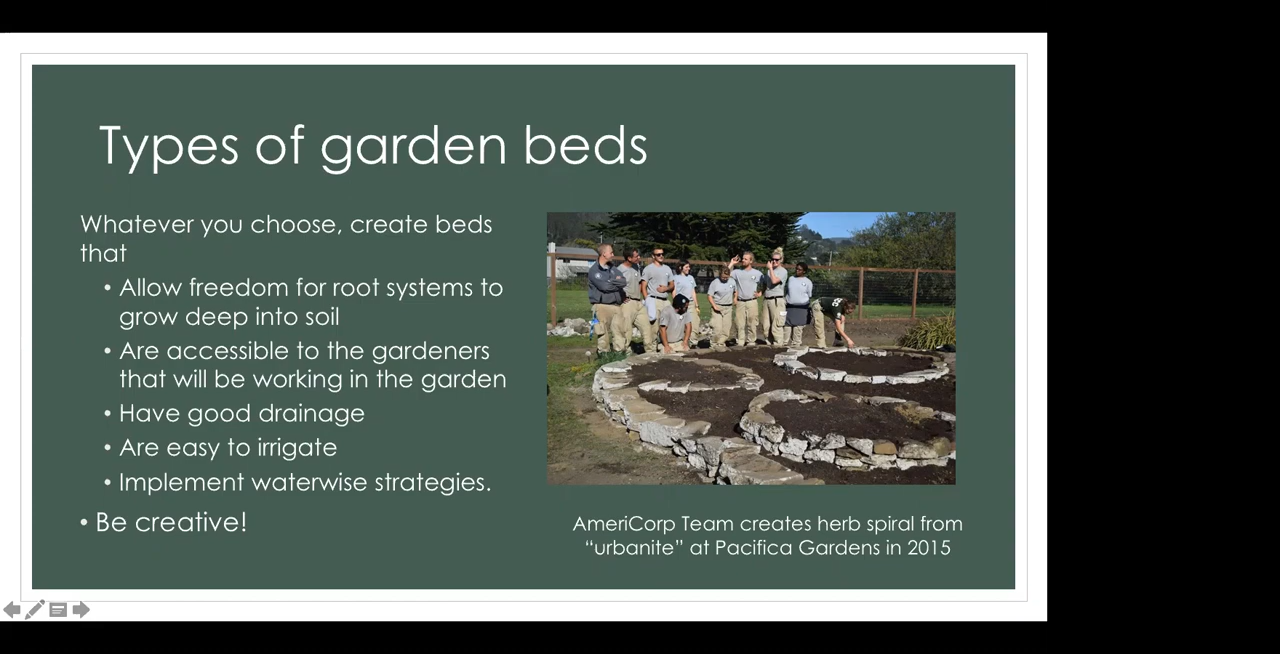 Types of garden beds
Whatever you choose, create beds
that
• Allow freedom for root systems to
grow deep into soil
• Are accessible to the gardeners
that will be working in the garden
• Have good drainage
• Are easy to irrigate
• Implement waterwise strategies.
• Be creative!
AmeriCorp Team creates herb spiral from
“urbanite” at Pacifica Gardens in 2015